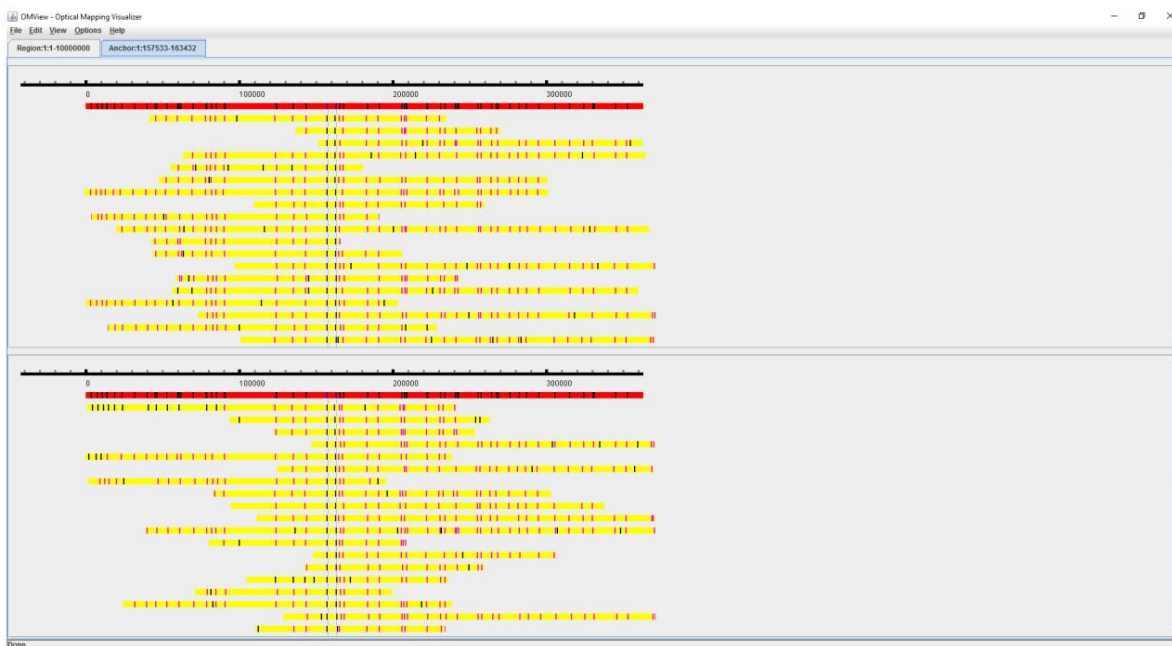 OMView - Optical Mapping Visualizer
File Edit View Options Help
Region:1:1-10000000 Anchor:1:157533-163432
0 100000 200000 300000
0 100000 200000 300000
Done